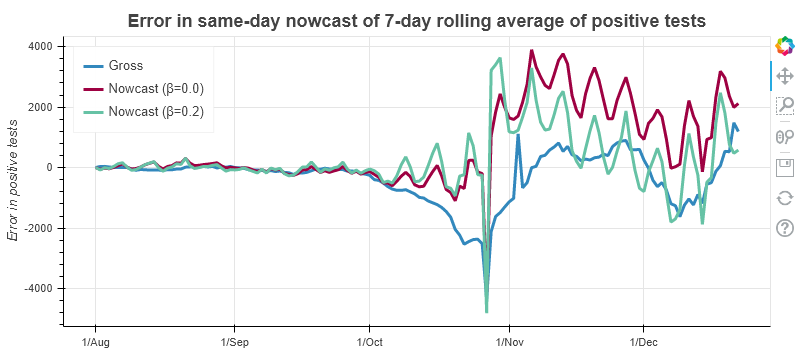 Error in same-day nowcast of 7-day rolling average of positive tests
Gross
Nowcast (β=0.0)
Nowcast (β=0.2)
Error in positive tests
4000
2000
0
-2000
-4000
1/Aug
1/Sep
1/Oct
1/Nov
1/Dec